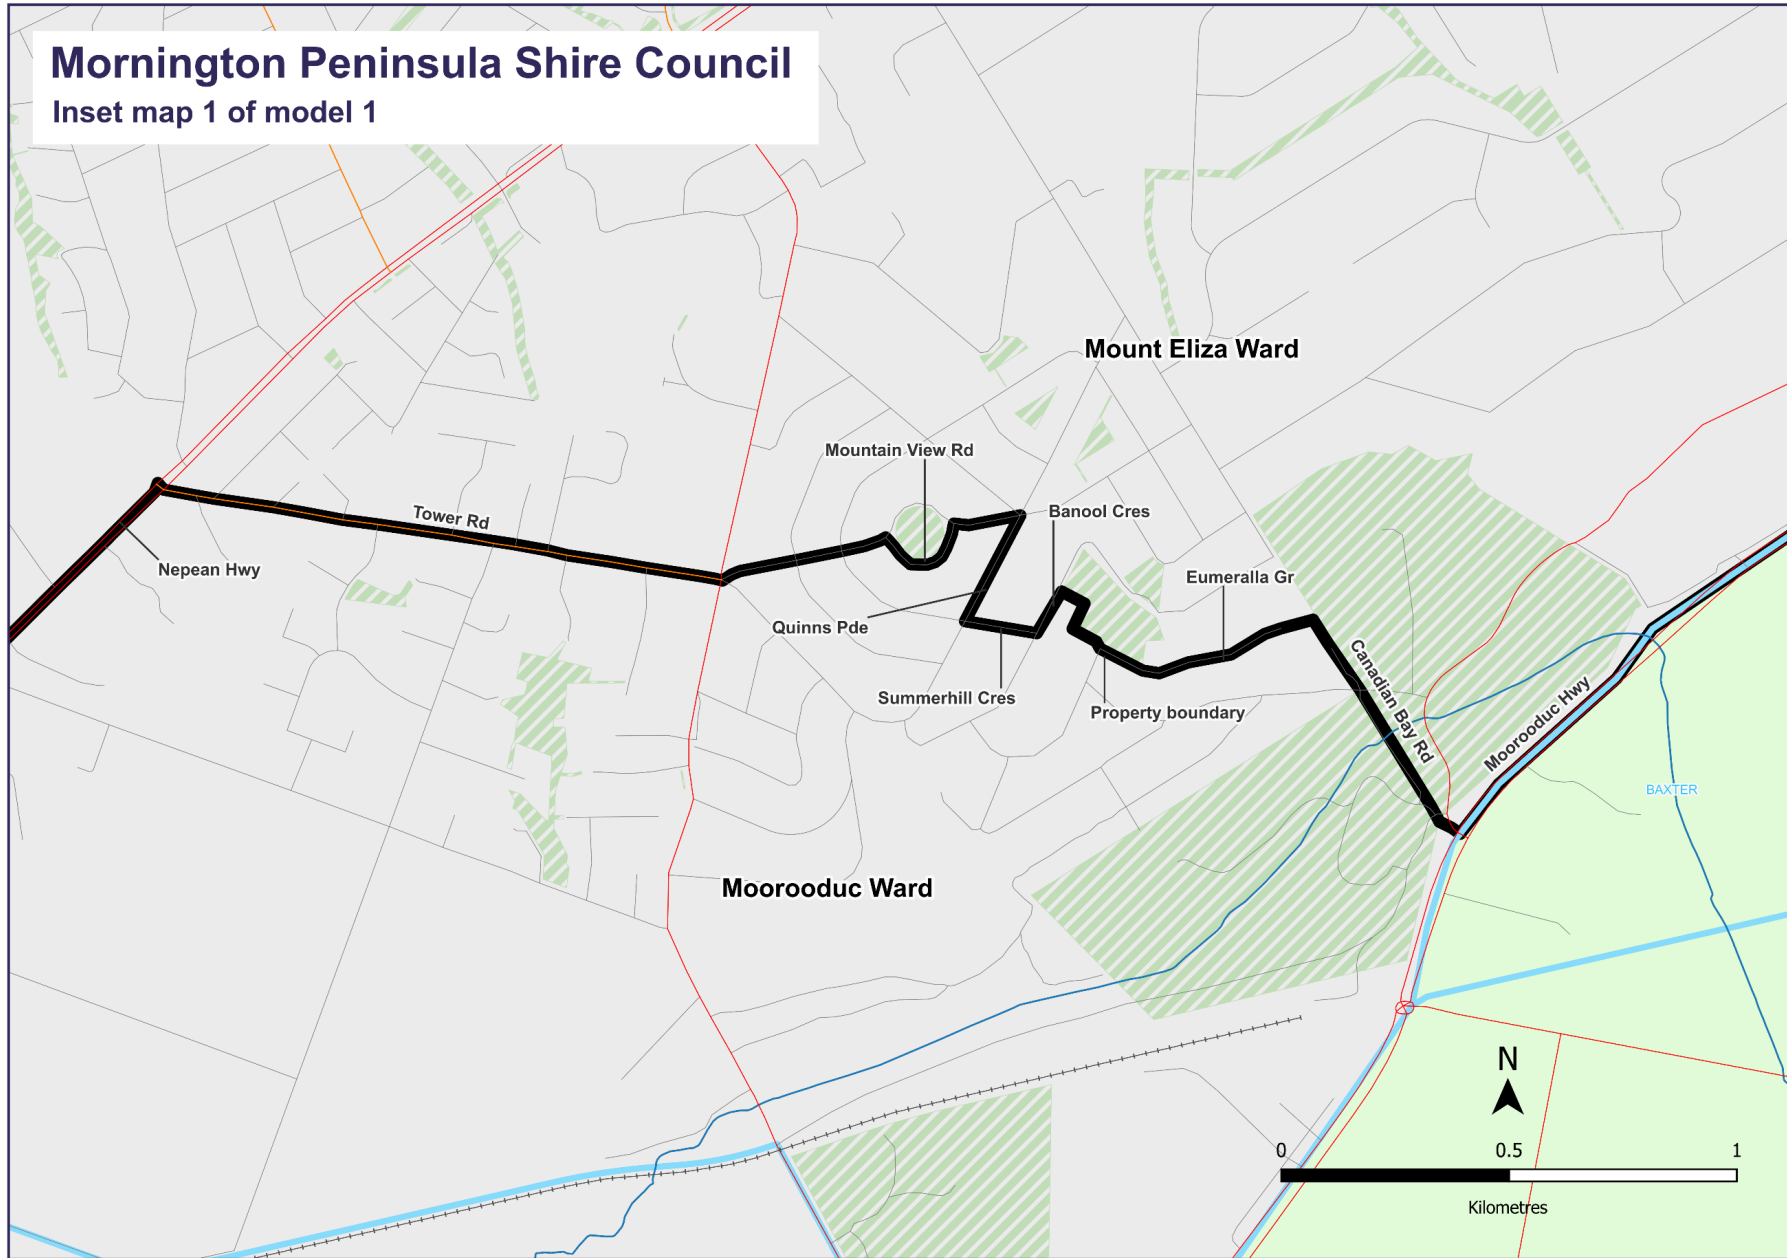 Mornington Peninsula Shire Council
Inset map 1 of model 1
Mount Eliza Ward
Mountain View Rd
Tower Rd
Banool Cres
Nepean Hwy
Eumeralla Gr
Quinns Pde
Canadian Bay Rd
Summerhill Cres
Property boundary
Moorooduc Hwy
BAXTER
Moorooduc Ward
N
0 0.5 1
Kilometres